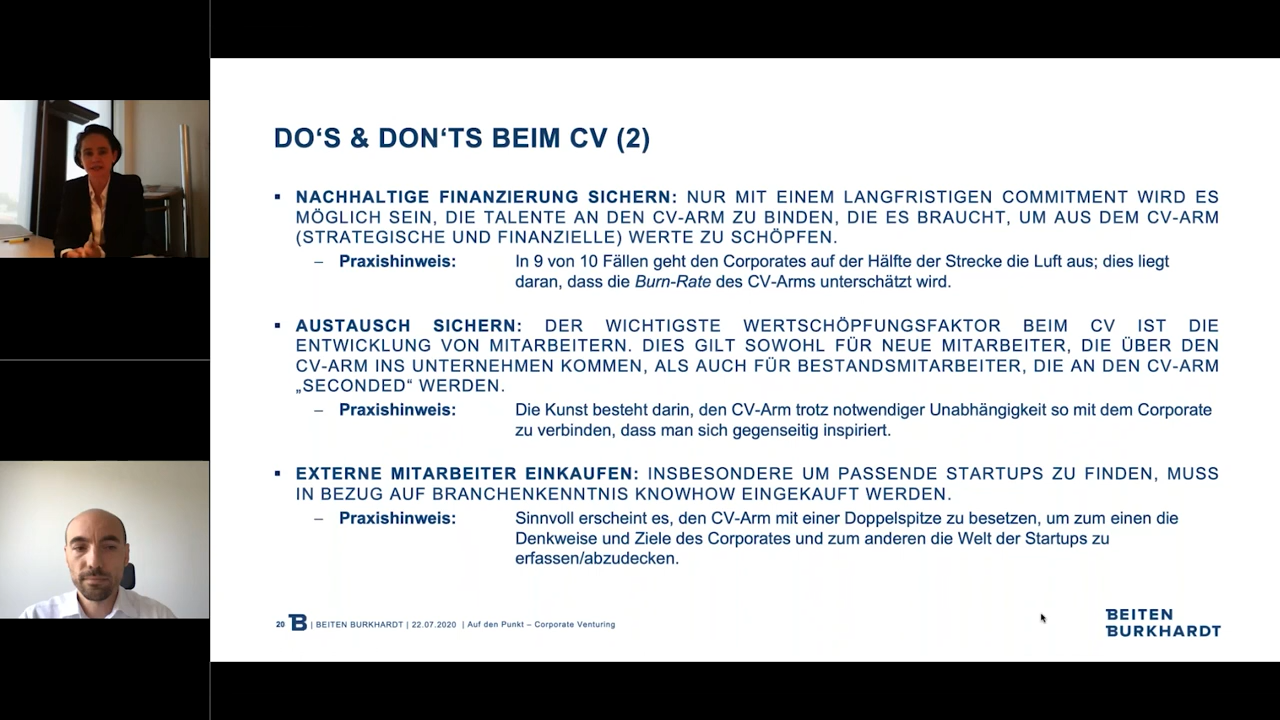 DO‘S & DON‘TS BEIM CV (2)
▪ NACHHALTIGE FINANZIERUNG SICHERN: NUR MIT EINEM LANGFRISTIGEN COMMITMENT WIRD ES
MÖGLICH SEIN, DIE TALENTE AN DEN CV-ARM ZU BINDEN, DIE ES BRAUCHT, UM AUS DEM CV-ARM
(STRATEGISCHE UND FINANZIELLE) WERTE ZU SCHÖPFEN.
– Praxishinweis: In 9 von 10 Fällen geht den Corporates auf der Hälfte der Strecke die Luft aus; dies liegt
daran, dass die Burn-Rate des CV-Arms unterschätzt wird.
▪ AUSTAUSCH SICHERN: DER WICHTIGSTE WERTSCHÖPFUNGSFAKTOR BEIM CV IST DIE
ENTWICKLUNG VON MITARBEITERN. DIES GILT SOWOHL FÜR NEUE MITARBEITER, DIE ÜBER DEN
CV-ARM INS UNTERNEHMEN KOMMEN, ALS AUCH FÜR BESTANDSMITARBEITER, DIE AN DEN CV-ARM
„SECONDED“ WERDEN.
– Praxishinweis: Die Kunst besteht darin, den CV-Arm trotz notwendiger Unabhängigkeit so mit dem Corporate
zu verbinden, dass man sich gegenseitig inspiriert.
▪ EXTERNE MITARBEITER EINKAUFEN: INSBESONDERE UM PASSENDE STARTUPS ZU FINDEN, MUSS
IN BEZUG AUF BRANCHENKENNTNIS KNOWHOW EINGEKAUFT WERDEN.
– Praxishinweis: Sinnvoll erscheint es, den CV-Arm mit einer Doppelspitze zu besetzen, um zum einen die
Denkweise und Ziele des Corporates und zum anderen die Welt der Startups zu
erfassen/abzudecken.
20 B | BEITEN BURKHARDT | 22.07.2020 | Auf den Punkt – Corporate Venturing
BEITEN
BURKHARDT